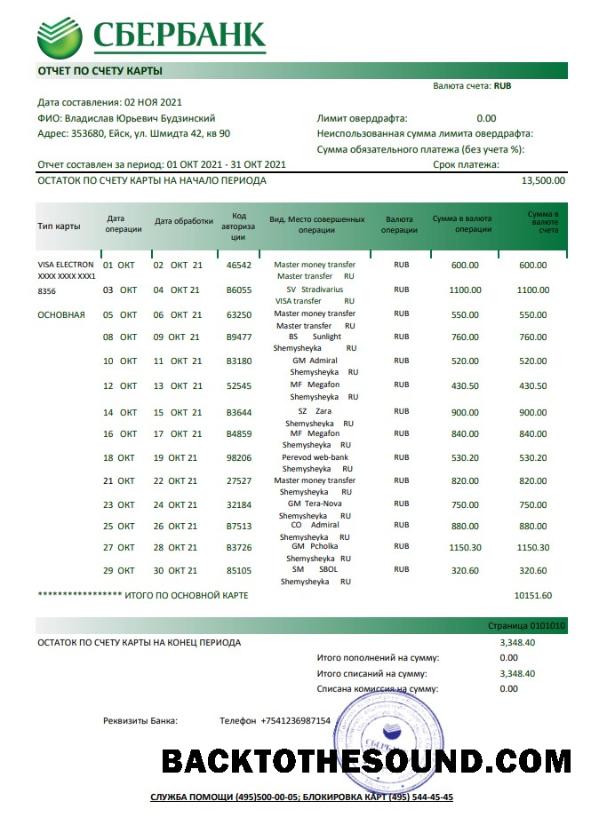 СБЕРБАНК
ОТЧЕТ ПО СЧЕТУ КАРТЫ
Валюта счета: RUB
Дата составления: 02 НОЯ 2021
ФИО: Владислав Юрьевич Будзинский Лимит овердрафта: 0.00
Адрес: 353680, Ейск, ул. Шмидта 42, кв 90 Неиспользованная сумма лимита овердрафта:
Сумма обязательного платежа (без учета %):
Отчет составлен за период: 01 ОКТ 2021 - 31 ОКТ 2021 Срок платежа:
ОСТАТОК ПО СЧЕТУ КАРТЫ НА НАЧАЛО ПЕРИОДА 13,500.00
Тип карты Дата операции Дата обработки Код авториза ции Вид. Место совершенных операции Валюта операции Сумма в валюта операции Сумма в валюте счета
VISA ELECTRON 01 ОКТ 02 ОКТ 21 46542 Master money transfer RUB 600.00 600.00
XXXX XXXX XXX1 Master transfer RU
8356 03 ОКТ 04 ОКТ 21 B6055 SV Stradivarius RUB 1100.00 1100.00
VISA transfer RU
ОСНОВНАЯ 05 ОКТ 06 ОКТ 21 63250 Master money transfer RUB 550.00 550.00
Master transfer RU
08 ОКТ 09 ОКТ 21 B9477 BS Sunlight RUB 760.00 760.00
Shemysheyka RU
10 ОКТ 11 ОКТ 21 B3180 GM Admiral RUB 520.00 520.00
Shemysheyka RU
12 ОКТ 13 ОКТ 21 52545 MF Megafon RUB 430.50 430.50
Shemysheyka RU
14 ОКТ 15 ОКТ 21 B3644 SZ Zara RUB 900.00 900.00
Shemysheyka RU
16 ОКТ 17 ОКТ 21 B4859 MF Megafon RUB 840.00 840.00
Shemysheyka RU
18 ОКТ 19 ОКТ 21 98206 Perevod web-bank RUB 530.20 530.20
Shemysheyka RU
21 ОКТ 22 ОКТ 21 27527 Master money transfer RUB 820.00 820.00
Shemysheyka RU
23 ОКТ 24 ОКТ 21 32184 GM Tera-Nova RUB 750.00 750.00
Shemysheyka RU
25 ОКТ 26 ОКТ 21 B7513 CO Admiral RUB 880.00 880.00
Shemysheyka RU
27 ОКТ 28 ОКТ 21 B3726 GM Pcholka RUB 1150.30 1150.30
Shemysheyka RU
29 ОКТ 30 ОКТ 21 85105 SM SBOL RUB 320.60 320.60
Shemysheyka RU
***************** ИТОГО ПО ОСНОВНОЙ КАРТЕ 10151.60
Страница 0101010
ОСТАТОК ПО СЧЕТУ КАРТЫ НА КОНЕЦ ПЕРИОДА 3,348.40
Итого пополнений на сумму: 0.00
Итого списаний на сумму: 3,348.40
Списана комиссия на сумму: 0.00
Реквизиты Банка: Телефон +7541236987154
СБЕРБАНК
BACKTOTHESOUND.COM
СЛУЖБА ПОМОЩИ (495)500-00-05; БЛОКИРОВКА КАРТ (495) 544-45-45